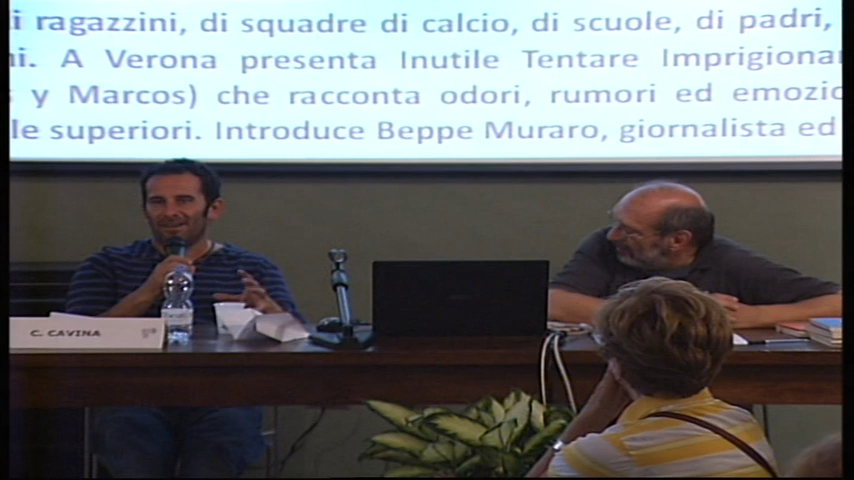 i ragazzini, di squadre di calcio, di scuole, di padri,
ni. A Verona presenta Inutile Tentare Imprigionar
s y Marcos) che racconta odori, rumori ed emozio
le superiori. Introduce Beppe Muraro, giornalista ed
C. CAVINA